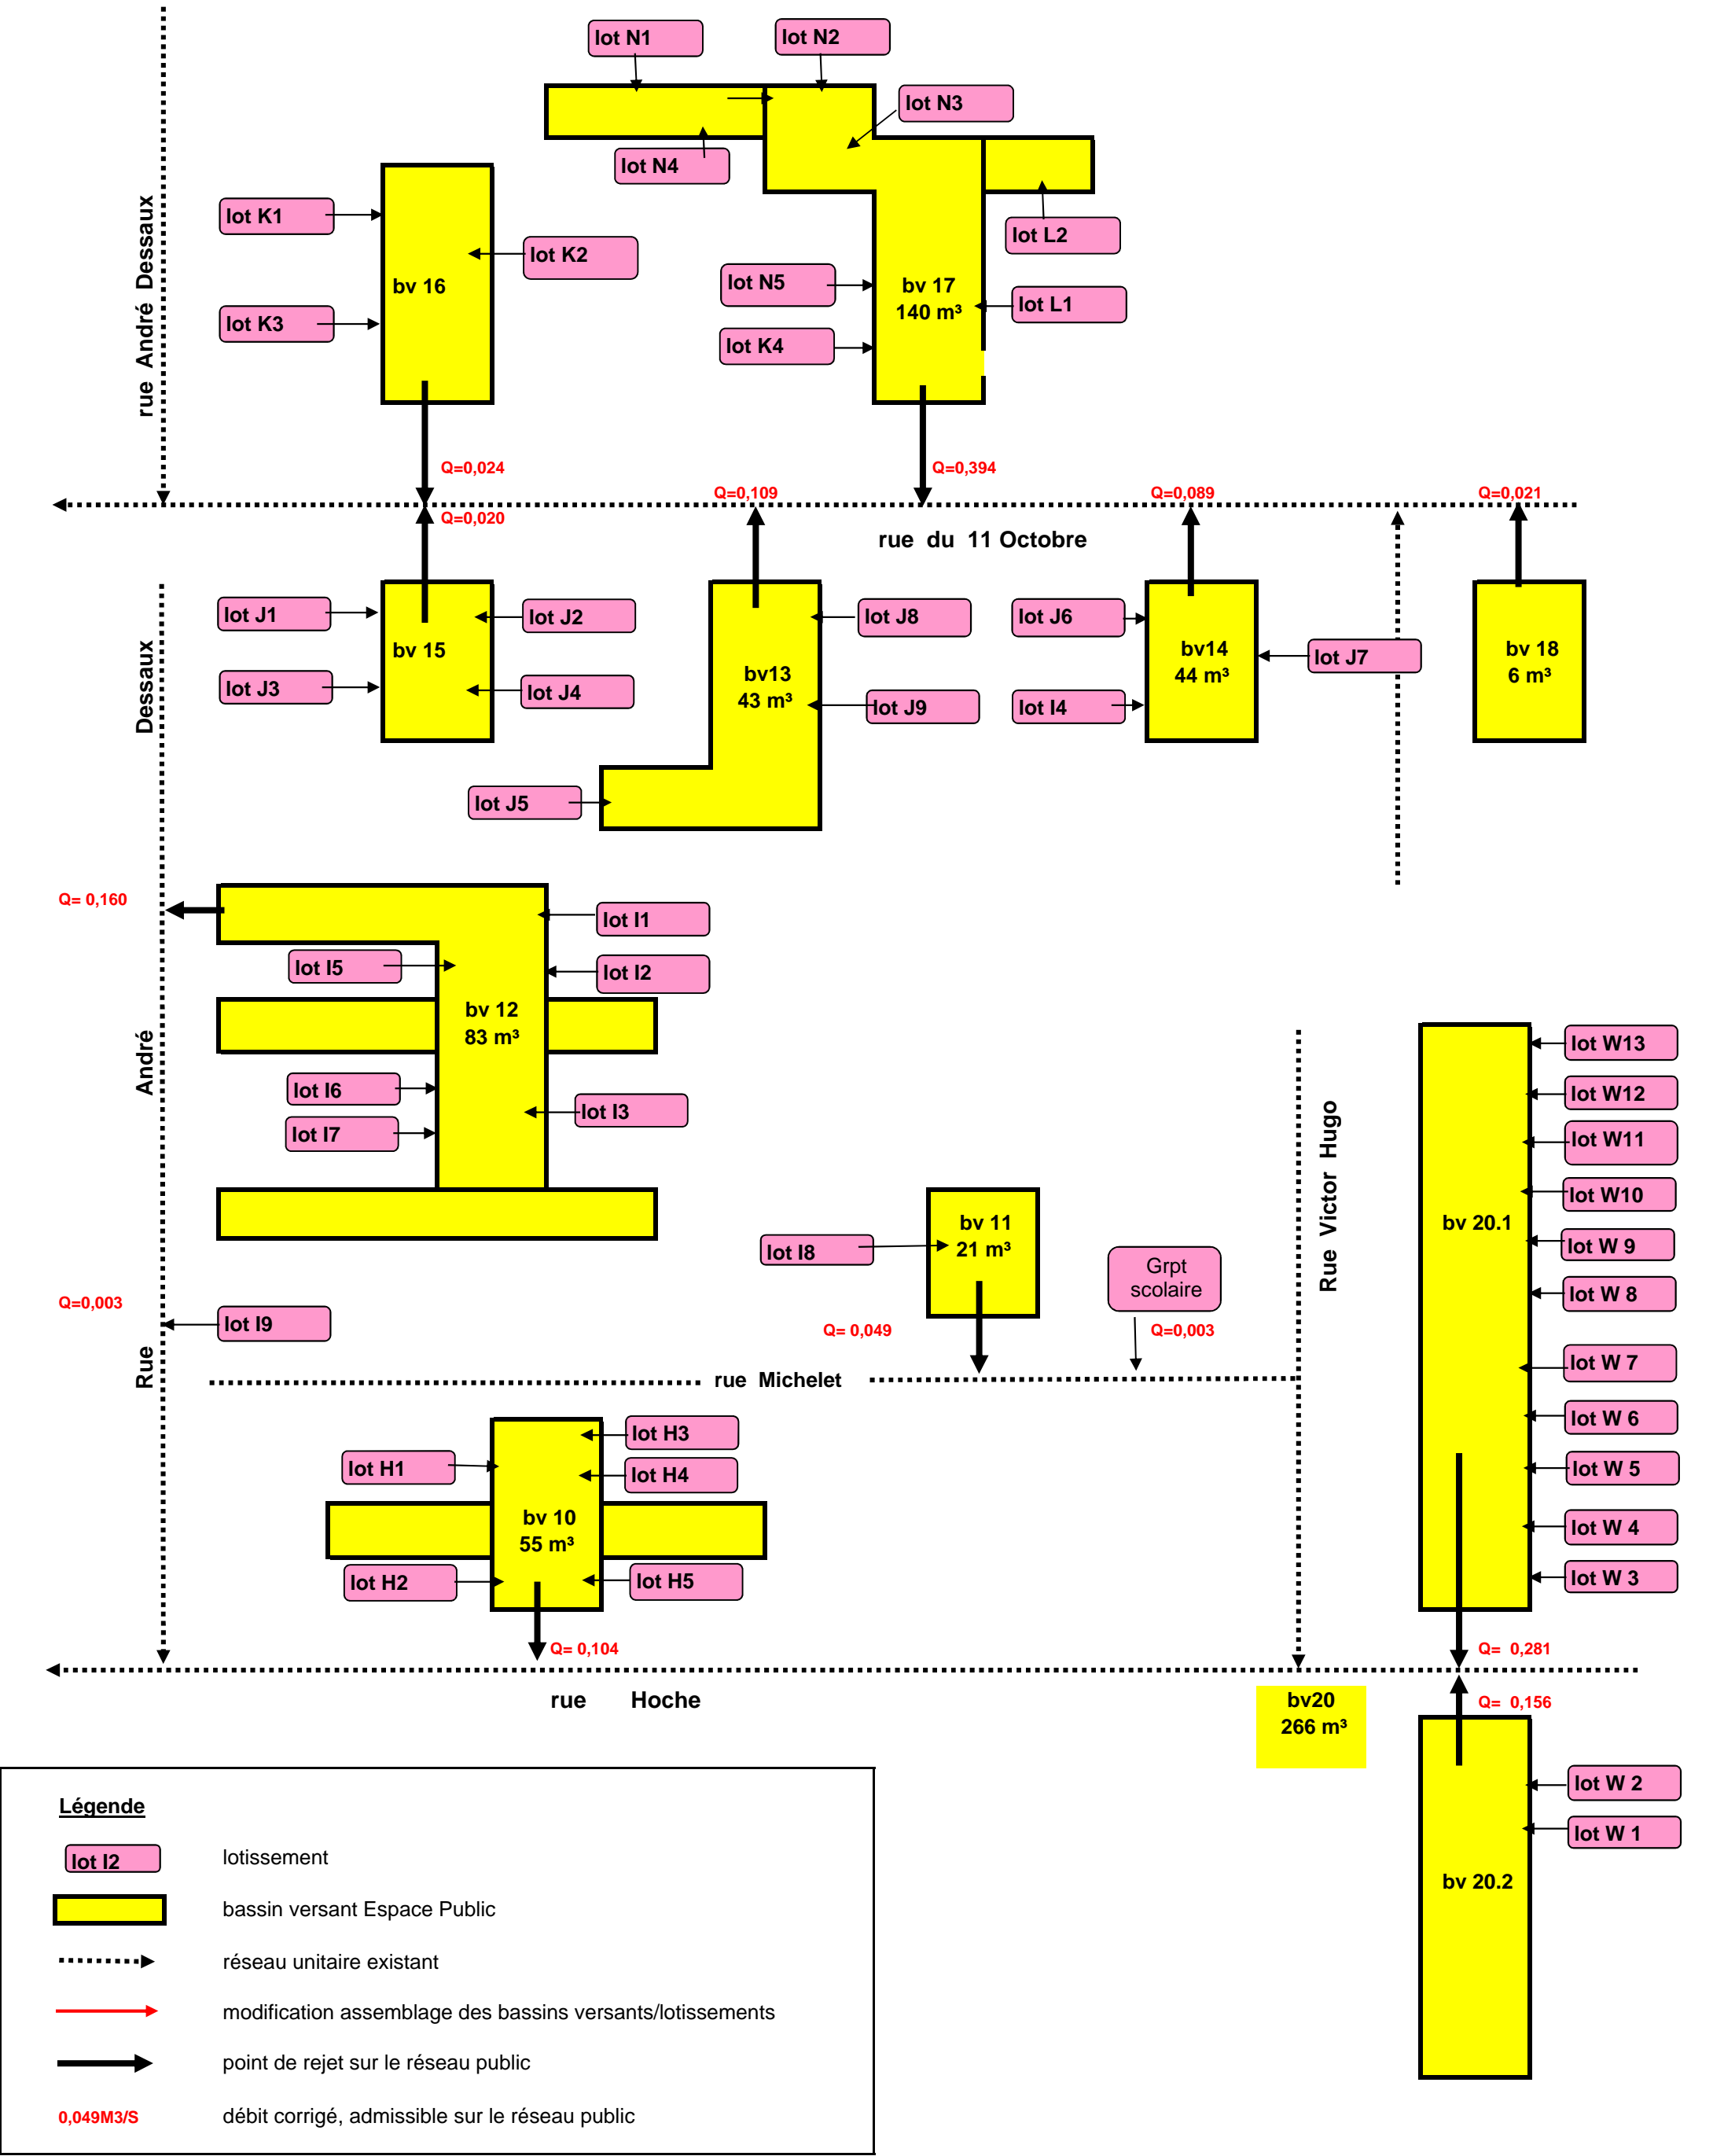 lot N1
lot N2
lot N3
lot N4
lot K1
lot K2
bv 16
lot K3
lot L2
lot N5
bv 17
140 m³
lot L1
lot K4
rue André Dessaux
Q=0,024
Q=0,394
Q=0,109
Q=0,089
Q=0,021
Q=0,020
rue du 11 Octobre
lot J1
lot J2
bv 15
lot J3
lot J4
lot J8
bv13
43 m³
lot J9
lot J5
lot J6
bv14
44 m³
lot J7
lot I4
bv 18
6 m³
Rue André Dessaux
Q= 0,160
lot I1
lot I5
lot I2
bv 12
83 m³
lot I6
lot I3
lot I7
bv 11
21 m³
lot I8
Grpt
scolaire
Q=0,003
lot I9
Q= 0,049
Q=0,003
rue Michelet
Rue Victor Hugo
lot W13
lot W12
lot W11
lot W10
bv 20.1
lot W 9
lot W 8
lot W 7
lot W 6
lot W 5
lot W 4
lot W 3
lot H3
lot H1
lot H4
bv 10
55 m³
lot H2
lot H5
Q= 0,104
Q= 0,281
rue Hoche
bv20
266 m³
Q= 0,156
lot W 2
lot W 1
bv 20.2
Légende
lot I2
lotissement
bassin versant Espace Public
réseau unitaire existant
modification assemblage des bassins versants/lotissements
point de rejet sur le réseau public
0,049M3/S
débit corrigé, admissible sur le réseau public